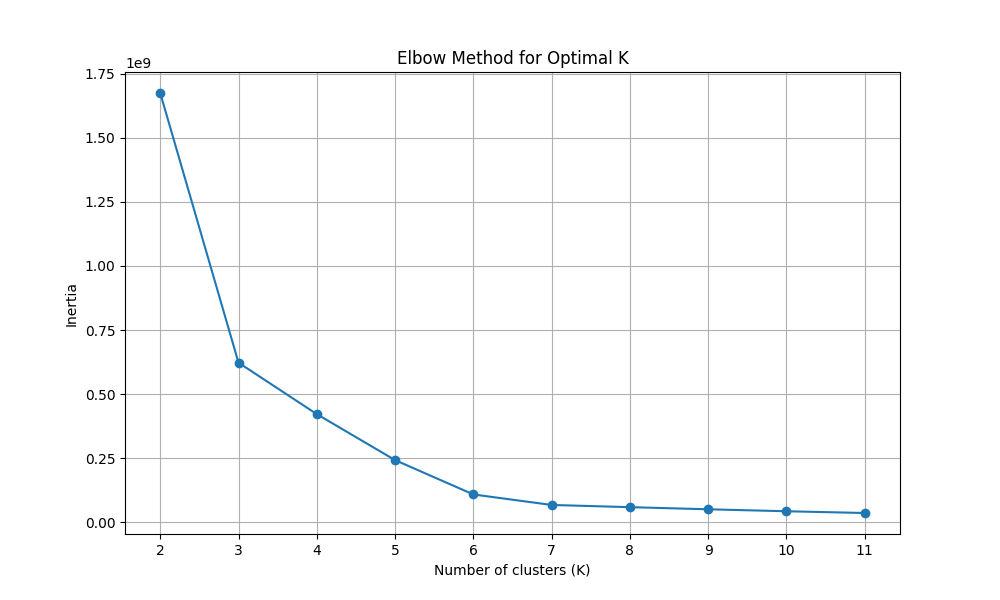 Elbow Method for Optimal K
1e9
1.75
1.50
1.25
1.00
0.75
0.50
0.25
0.00
Inertia
2 3 4 5 6 7 8 9 10 11
Number of clusters (K)